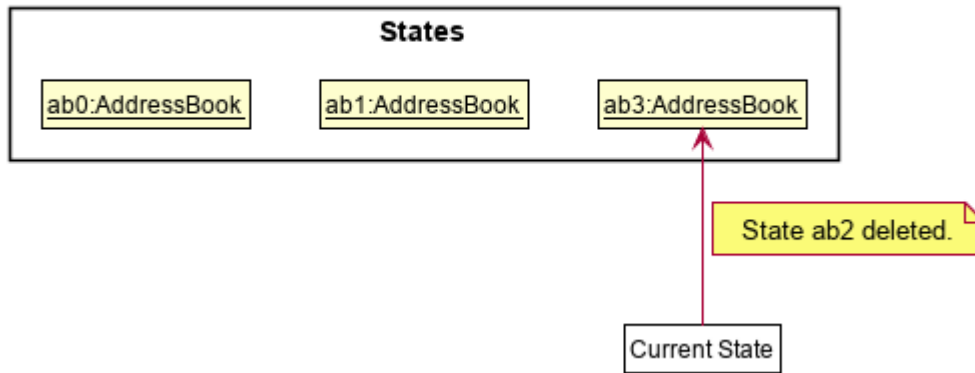 States
ab0:AddressBook
ab1:AddressBook
ab3:AddressBook
State ab2 deleted.
Current State